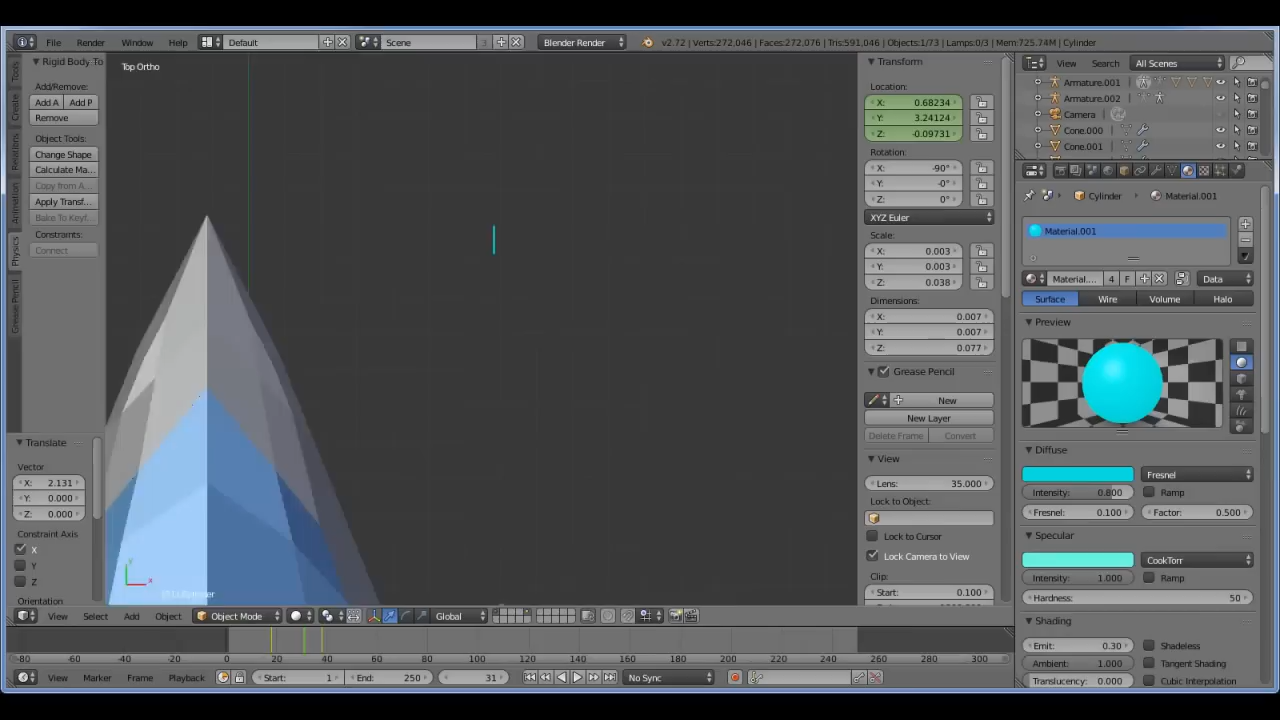 File Render Window Help Default Scene 3 Blender Render v2.72 | Verts:272,046 | Faces:272,076 | Tris:591,046 | Objects:1/73 | Lamps:0/3 | Mem:725.74M | Cylinder
Tools
Create
Relations
Animation
Physics
Grease Pencil
Rigid Body To
Add/Remove:
Add A Add P
Remove
Object Tools:
Change Shape
Calculate Ma...
Copy from A...
Apply Transf...
Bake To Keyf...
Constraints:
Connect
Translate
Vector
X: 2.131
Y: 0.000
Z: 0.000
Constraint Axis
X
Y
Z
Orientation
Top Ortho
Y
X
View Select Add Object Object Mode Global
Transform
Location:
X: 0.68234
Y: 3.24124
Z: -0.09731
Rotation:
X: -90°
Y: -0°
Z: 0°
XYZ Euler
Scale:
X: 0.003
Y: 0.003
Z: 0.038
Dimensions:
X: 0.007
Y: 0.007
Z: 0.077
Grease Pencil
New
New Layer
Delete Frame Convert
View
Lens: 35.000
Lock to Object:
Lock to Cursor
Lock Camera to View
Clip:
Start: 0.100
View Search All Scenes
Armature.001
Armature.002
Camera
Cone.000
Cone.001
Cylinder Material.001
Material.001
Material.... 4 F Data
Surface Wire Volume Halo
Preview
Diffuse
Fresnel
Intensity: 0.800 Ramp
Fresnel: 0.100 Factor: 0.500
Specular
CookTorr
Intensity: 1.000 Ramp
Hardness: 50
Shading
Emit: 0.30 Shadeless
Ambient: 1.000 Tangent Shading
Translucency: 0.000 Cubic Interpolation
-80 -40 -20 0 20 40 60 80 100 120 140 160 180 200 220 240 260 280 300
View Marker Frame Playback Start: 1 End: 250 31 No Sync